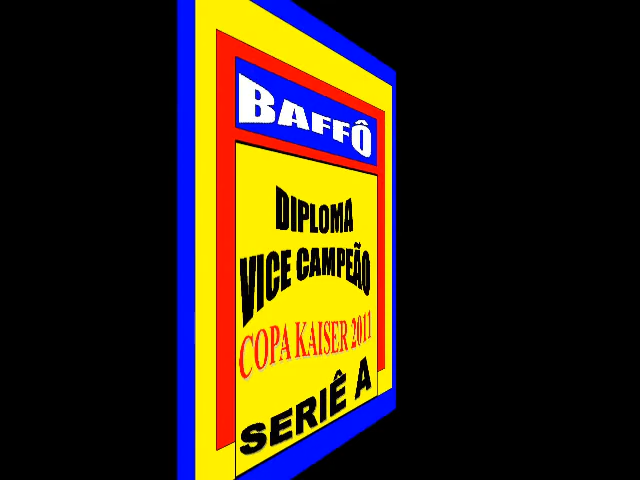 BAFFÔ
DIPLOMA
VICE CAMPEÃO
COPA KAISER 2011
SERIÊ A